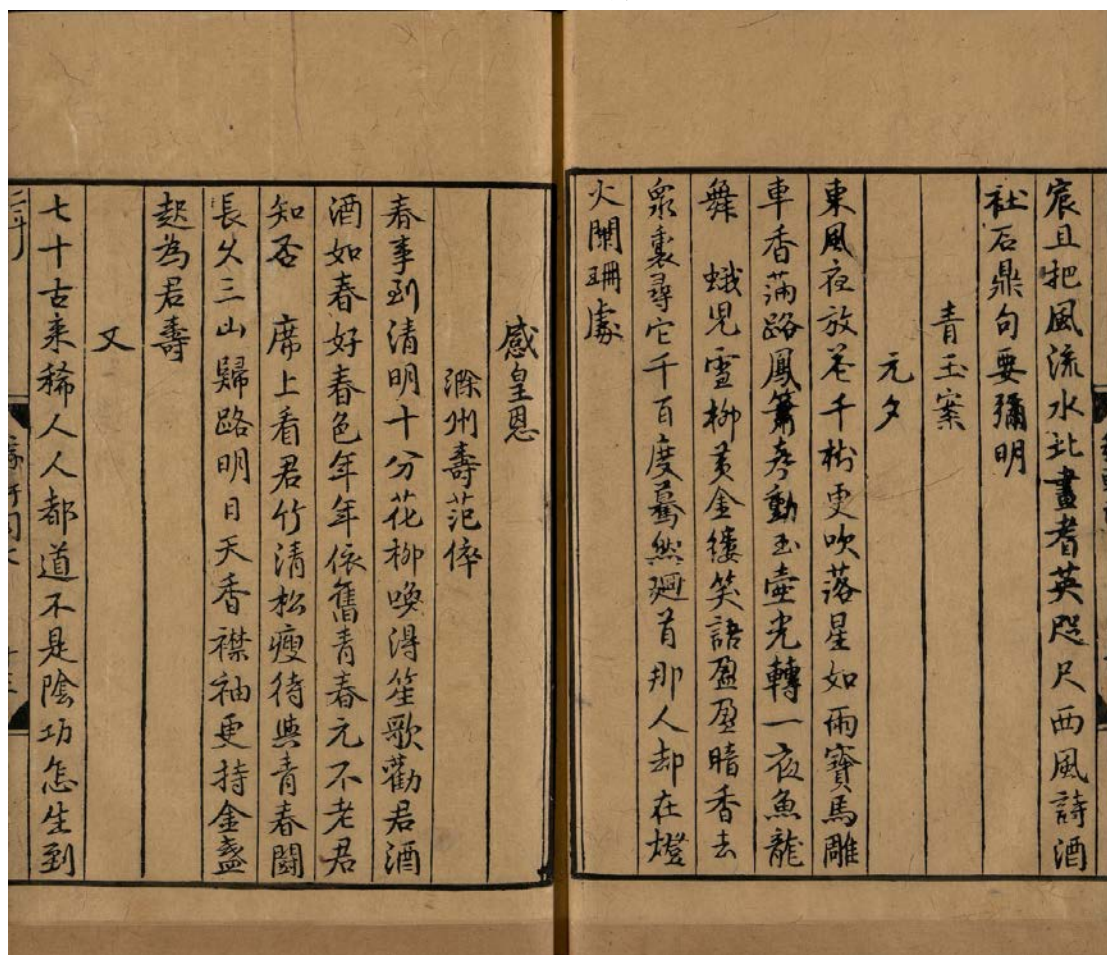 宸且把風流水北畫耆英咫尺西風詩酒
社石鼎句要彌明
青玉案
元夕
東風夜放花千樹更吹落星如雨寶馬雕
車香滿路鳳簫聲動玉壺光轉一夜魚龍
舞　蛾兒雪柳黄金縷笑語盈盈暗香去
衆裏尋它千百度驀然廻首那人却在燈
火闌珊處
感皇恩
滁州壽范倅
春事到清明十分花柳喚得笙歌勸君酒
酒如春好春色年年依舊青春元不老君
知否　席上看君竹清松瘦待與青春鬪
長久三山歸路明日天香襟袖更持金盞
起為君壽
又
七十古来稀人人都道不是陰功怎生到